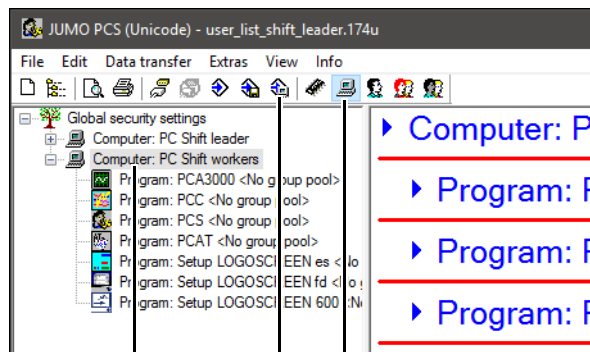 JUMO PCS (Unicode) - user_list_shift_leader.174u
File Edit Data transfer Extras View Info
Global security settings
Computer: PC Shift leader
Computer: PC Shift workers
Program: PCA3000 <No group pool>
Program: PCC <No group pool>
Program: PCS <No group pool>
Program: PCAT <No group pool>
Program: Setup LOGOSCREEN es <No
Program: Setup LOGOSCREEN fd <No g
Program: Setup LOGOSCREEN 600 <No
Computer: P
Program: P
Program: P
Program: P